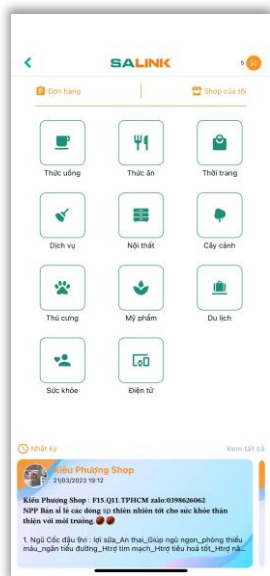 SALINK
5
Đơn hàng
Shop của tôi
Thức uống
Thức ăn
Thời trang
Dịch vụ
Nội thất
Cây cảnh
Thú cưng
Mỹ phẩm
Du lịch
Sức khỏe
Điện tử
Nhật ký
Xem tất cả
Kiều Phượng Shop
21/03/2023 19:12
Kiều Phượng Shop : F15.Q11.TPHCM zalo:0398626062
NPP Bán sỉ lẻ các dòng sp thiên nhiên tốt cho sức khỏe thân
thiện với môi trường.
1. Ngũ Cốc đậu 9vi : lợi sữa_An thai_Giúp ngủ ngon_phòng thiếu
máu_ngăn tiểu đường_Htrợ tim mạch_Htrợ tiêu hoá tốt_Htrợ nã...